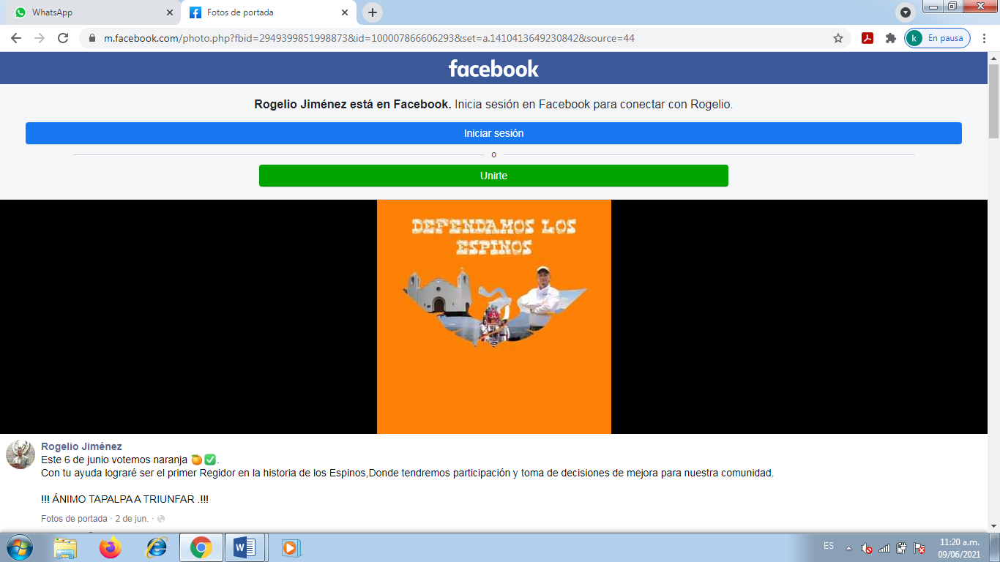 WhatsApp
Fotos de portada
m.facebook.com/photo.php?fbid=2949399851998873&id=100007866606293&set=a.1410413649230842&source=44
k
En pausa
facebook
Rogelio Jiménez está en Facebook. Inicia sesión en Facebook para conectar con Rogelio.
Iniciar sesión
o
Unirte
DEFENDAMOS LOS
ESPINOS
Rogelio Jiménez
Este 6 de junio votemos naranja 🍊✅.
Con tu ayuda lograré ser el primer Regidor en la historia de los Espinos,Donde tendremos participación y toma de decisiones de mejora para nuestra comunidad.
!!! ÁNIMO TAPALPA A TRIUNFAR .!!!
Fotos de portada · 2 de jun. ·
ES
11:20 a.m.
09/06/2021